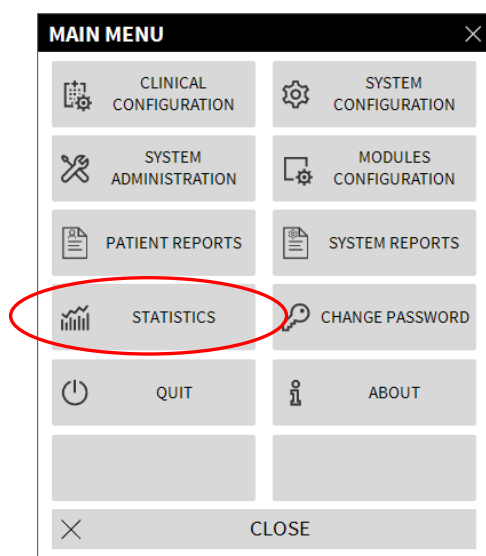 MAIN MENU
CLINICAL
CONFIGURATION
SYSTEM
CONFIGURATION
SYSTEM
ADMINISTRATION
MODULES
CONFIGURATION
PATIENT REPORTS
SYSTEM REPORTS
STATISTICS
CHANGE PASSWORD
QUIT
ABOUT
CLOSE